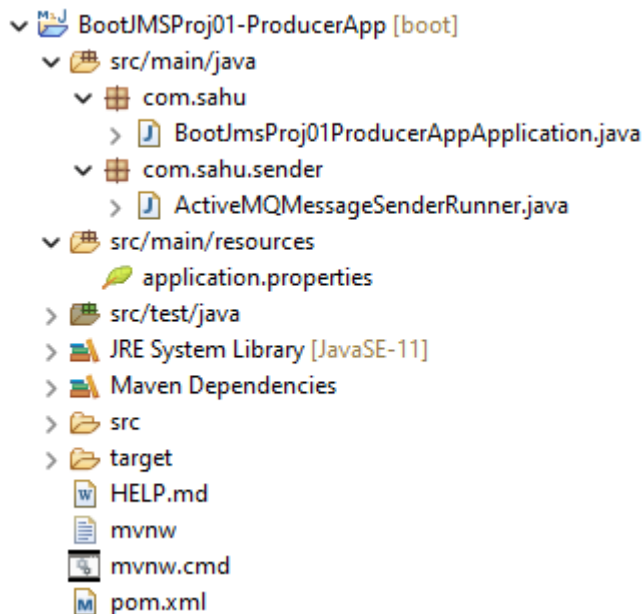 BootJMSProj01-ProducerApp [boot]
src/main/java
com.sahu
BootJmsProj01ProducerAppApplication.java
com.sahu.sender
ActiveMQMessageSenderRunner.java
src/main/resources
application.properties
src/test/java
JRE System Library [JavaSE-11]
Maven Dependencies
src
target
HELP.md
mvnw
mvnw.cmd
pom.xml